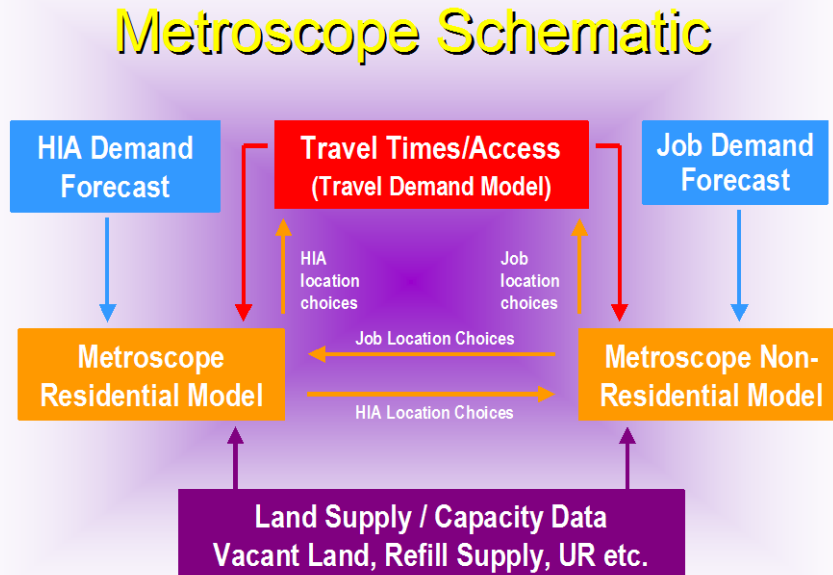 Metroscope Schematic
HIA Demand
Forecast
Travel Times/Access
(Travel Demand Model)
Job Demand
Forecast
HIA
location
choices
Job
location
choices
Metroscope
Residential Model
Job Location Choices
HIA Location Choices
Metroscope Non-
Residential Model
Land Supply / Capacity Data
Vacant Land, Refill Supply, UR etc.